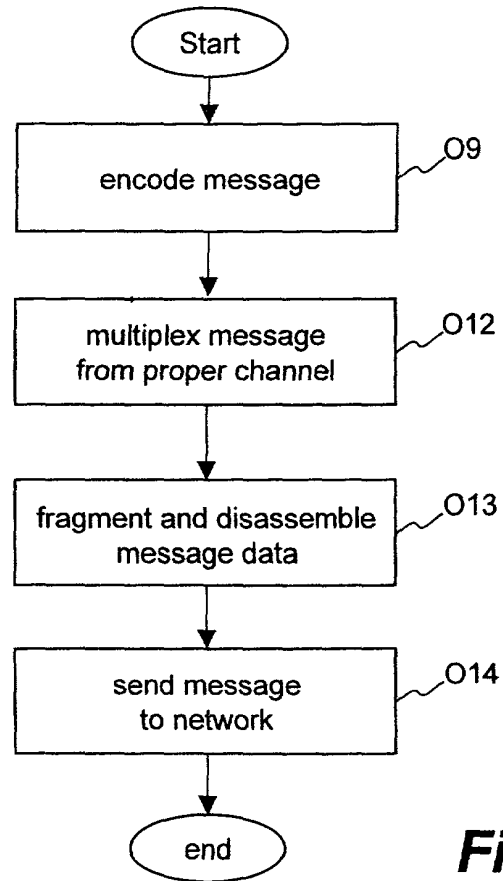 Start
encode message
O9
multiplex message
from proper channel
O12
fragment and disassemble
message data
O13
send message
to network
O14
end